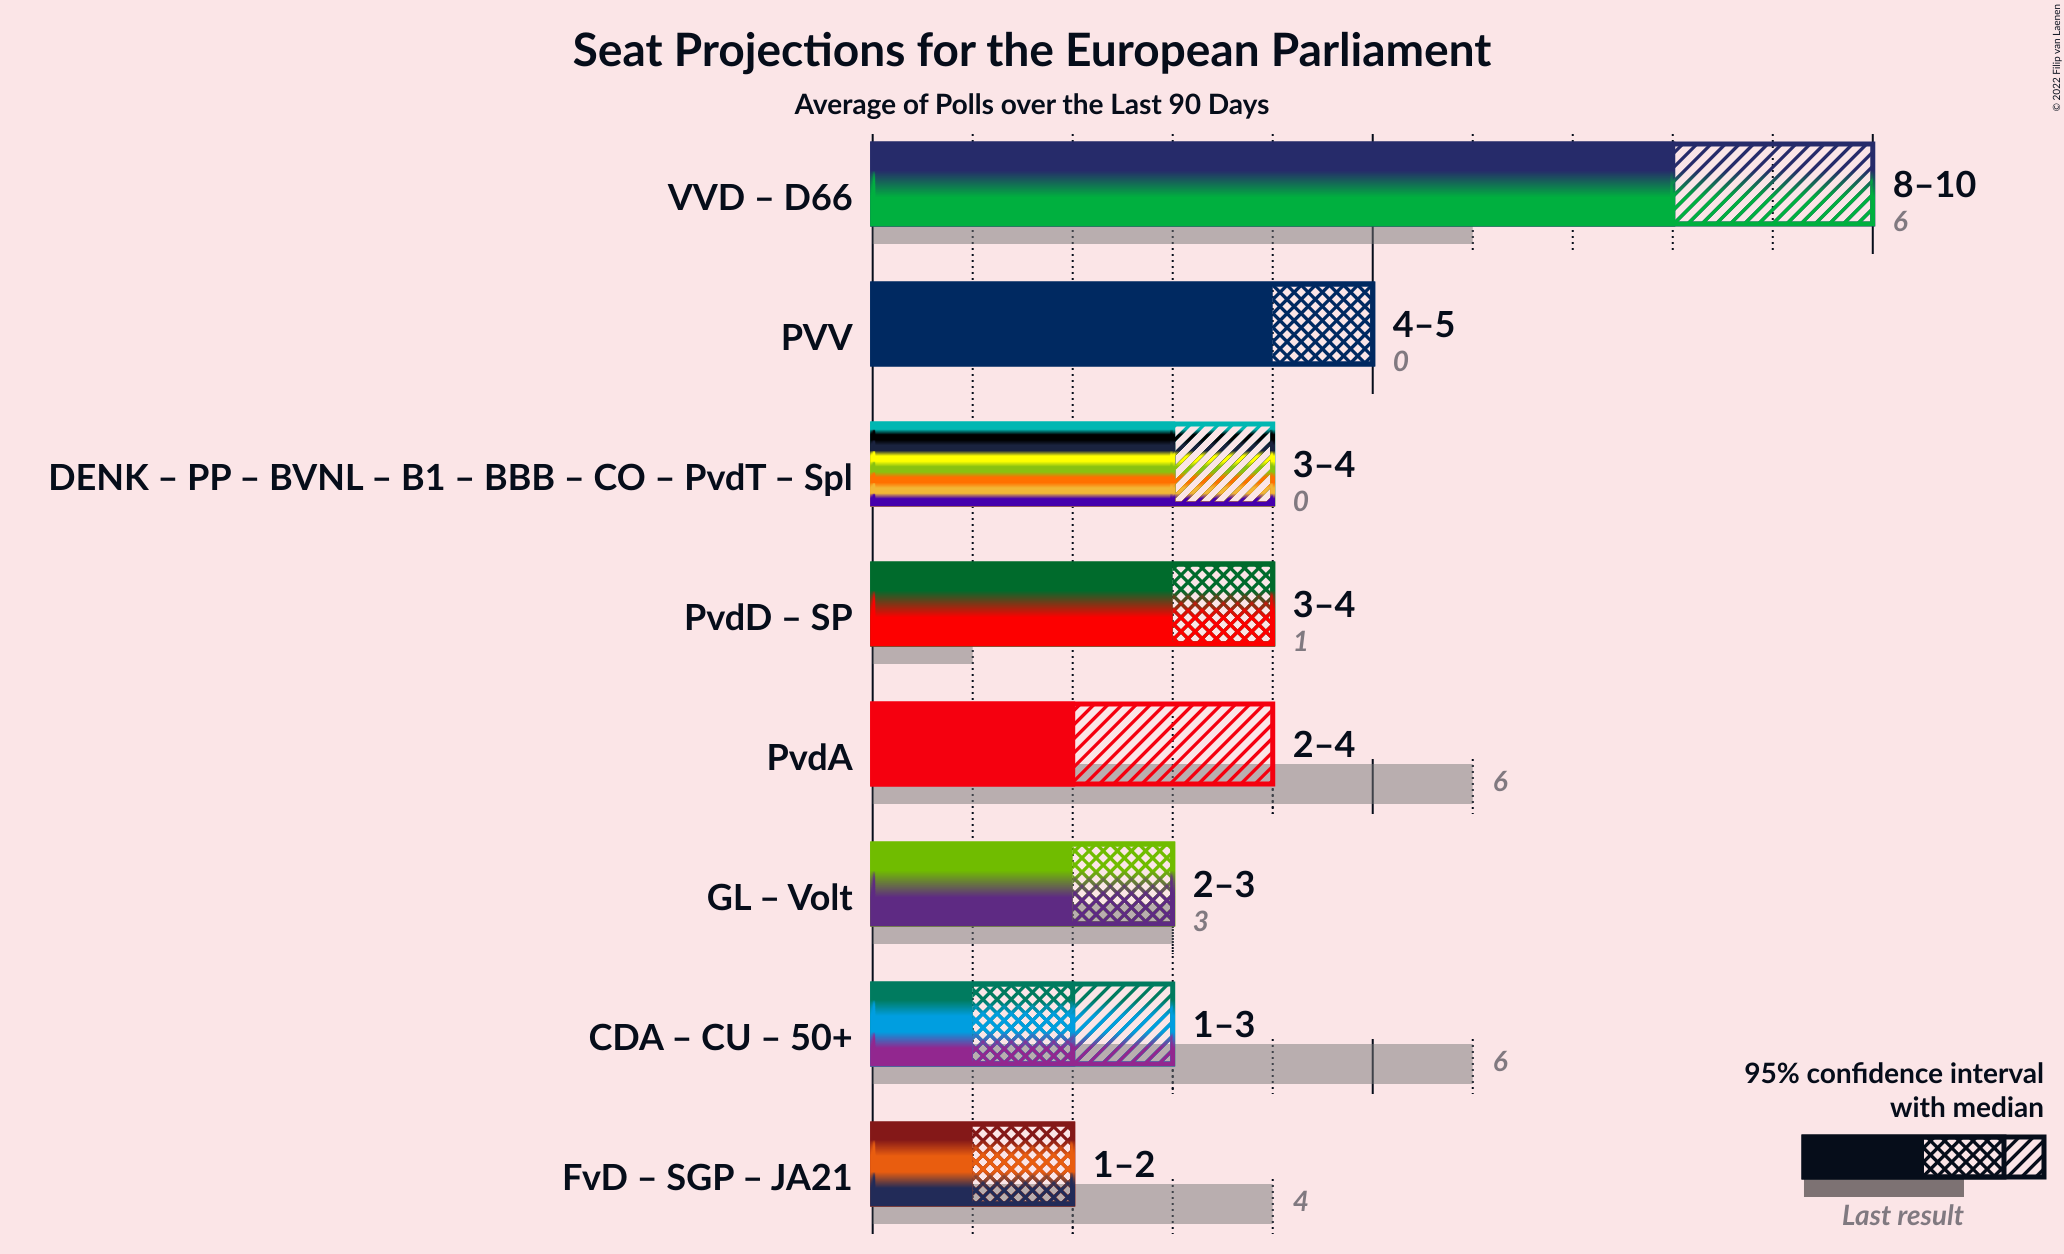 Seat Projections for the European Parliament
Average of Polls over the Last 90 Days
© 2022 Filip van Laenen
VVD – D66
8–10
6
PVV
4–5
0
DENK – PP – BVNL – B1 – BBB – CO – PvdT – Spl
3–4
0
PvdD – SP
3–4
1
PvdA
2–4
6
GL – Volt
2–3
3
CDA – CU – 50+
1–3
6
FvD – SGP – JA21
1–2
4
95% confidence interval
with median
Last result